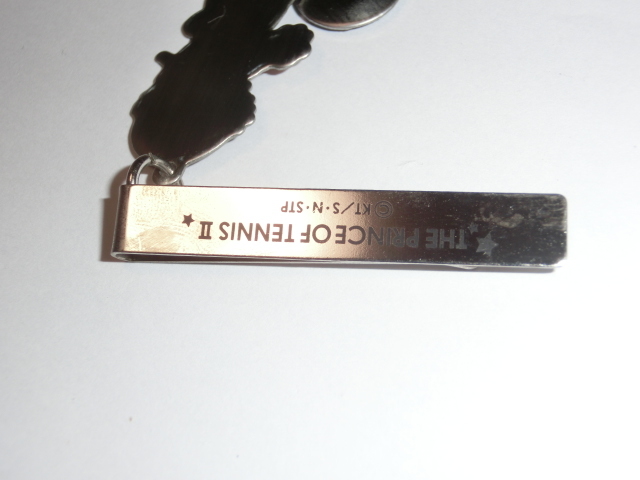 ★THE PRINCE OF TENNIS II★
©KT/S・N・STP